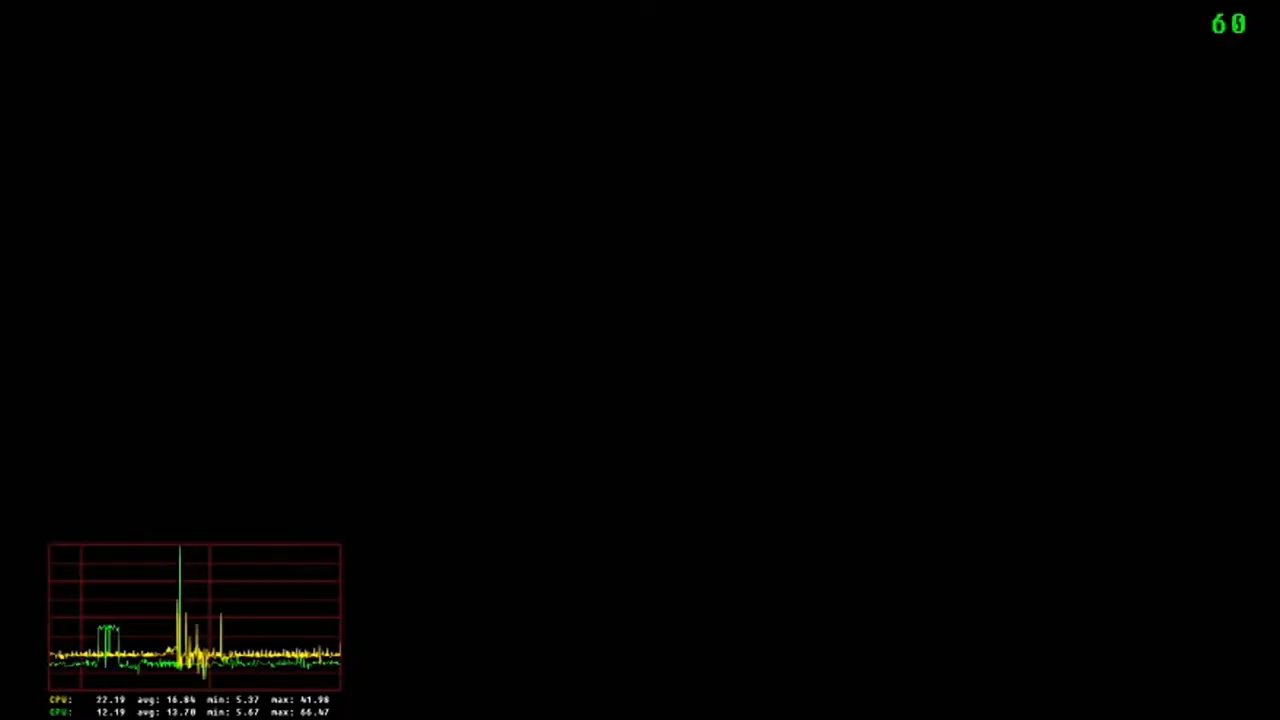 60
CPU: 22.19 avg: 16.84 min: 5.37 max: 41.98
GPU: 12.19 avg: 13.70 min: 5.67 max: 66.47